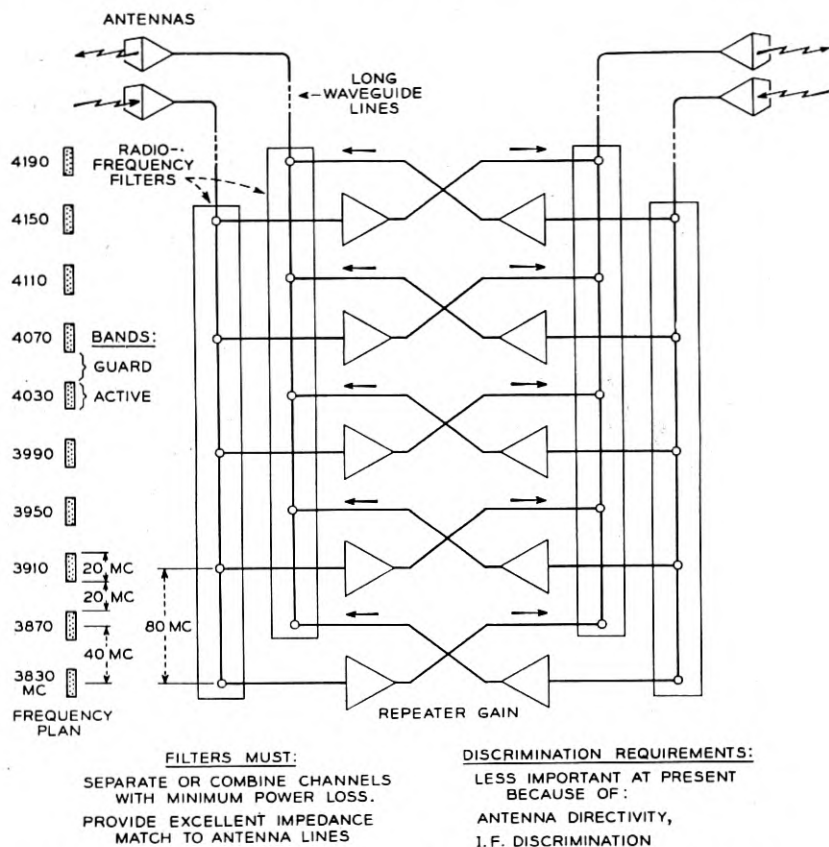 ANTENNAS
LONG
WAVEGUIDE
LINES
RADIO-
FREQUENCY
FILTERS
4190
4150
4110
4070
BANDS:
GUARD
4030
ACTIVE
3990
3950
3910
20 MC
20 MC
3870
80 MC
40 MC
3830
MC
FREQUENCY
PLAN
REPEATER GAIN
FILTERS MUST:
SEPARATE OR COMBINE CHANNELS
WITH MINIMUM POWER LOSS.
PROVIDE EXCELLENT IMPEDANCE
MATCH TO ANTENNA LINES
DISCRIMINATION REQUIREMENTS:
LESS IMPORTANT AT PRESENT
BECAUSE OF:
ANTENNA DIRECTIVITY,
I.F. DISCRIMINATION